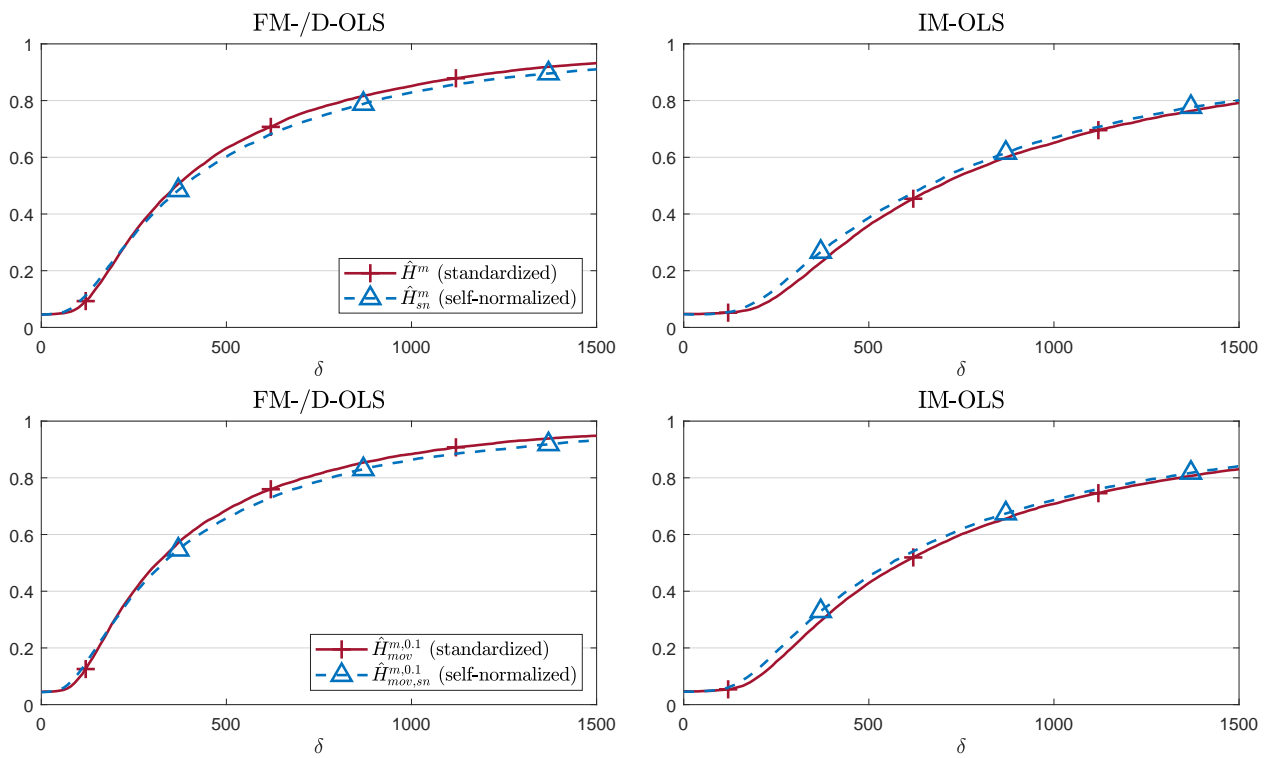 FM-/D-OLS
1
0.8
0.6
0.4
0.2
0
0 500 1000 1500
δ
Ĥ^m (standardized)
Ĥ^m_sn (self-normalized)
IM-OLS
1
0.8
0.6
0.4
0.2
0
0 500 1000 1500
δ
FM-/D-OLS
1
0.8
0.6
0.4
0.2
0
0 500 1000 1500
δ
Ĥ^{m,0.1}_{mov} (standardized)
Ĥ^{m,0.1}_{mov,sn} (self-normalized)
IM-OLS
1
0.8
0.6
0.4
0.2
0
0 500 1000 1500
δ